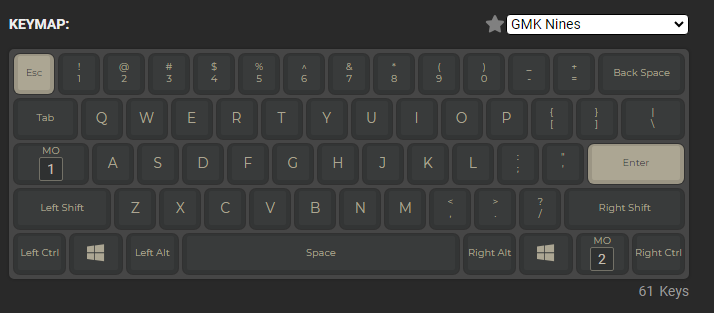 KEYMAP: GMK Nines
Esc ! 1 @ 2 # 3 $ 4 % 5 ^ 6 & 7 * 8 ( 9 ) 0 _ - + = Back Space
Tab Q W E R T Y U I O P { [ } ] | \
MO 1 A S D F G H J K L : ; " ' Enter
Left Shift Z X C V B N M < , > . ? / Right Shift
Left Ctrl Left Alt Space Right Alt MO 2 Right Ctrl
61 Keys